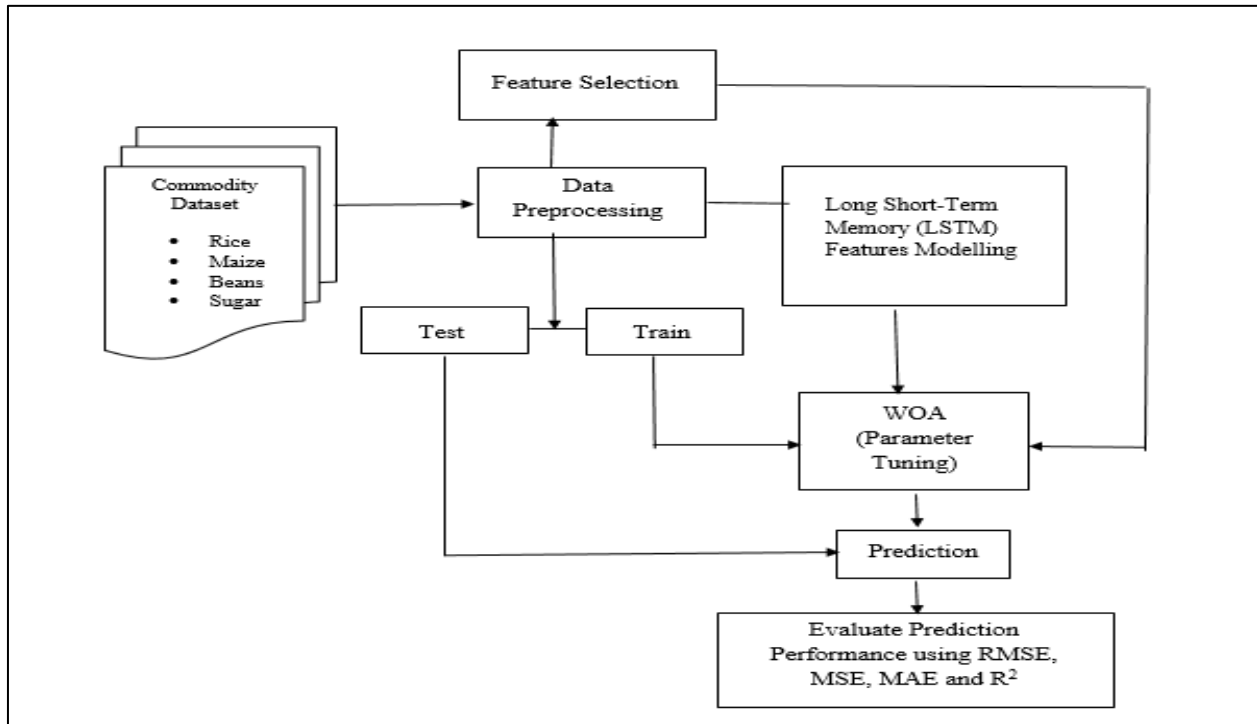 Feature Selection
Commodity
Dataset
• Rice
• Maize
• Beans
• Sugar
Data
Preprocessing
Long Short-Term
Memory (LSTM)
Features Modelling
Test
Train
WOA
(Parameter
Tuning)
Prediction
Evaluate Prediction
Performance using RMSE,
MSE, MAE and R²